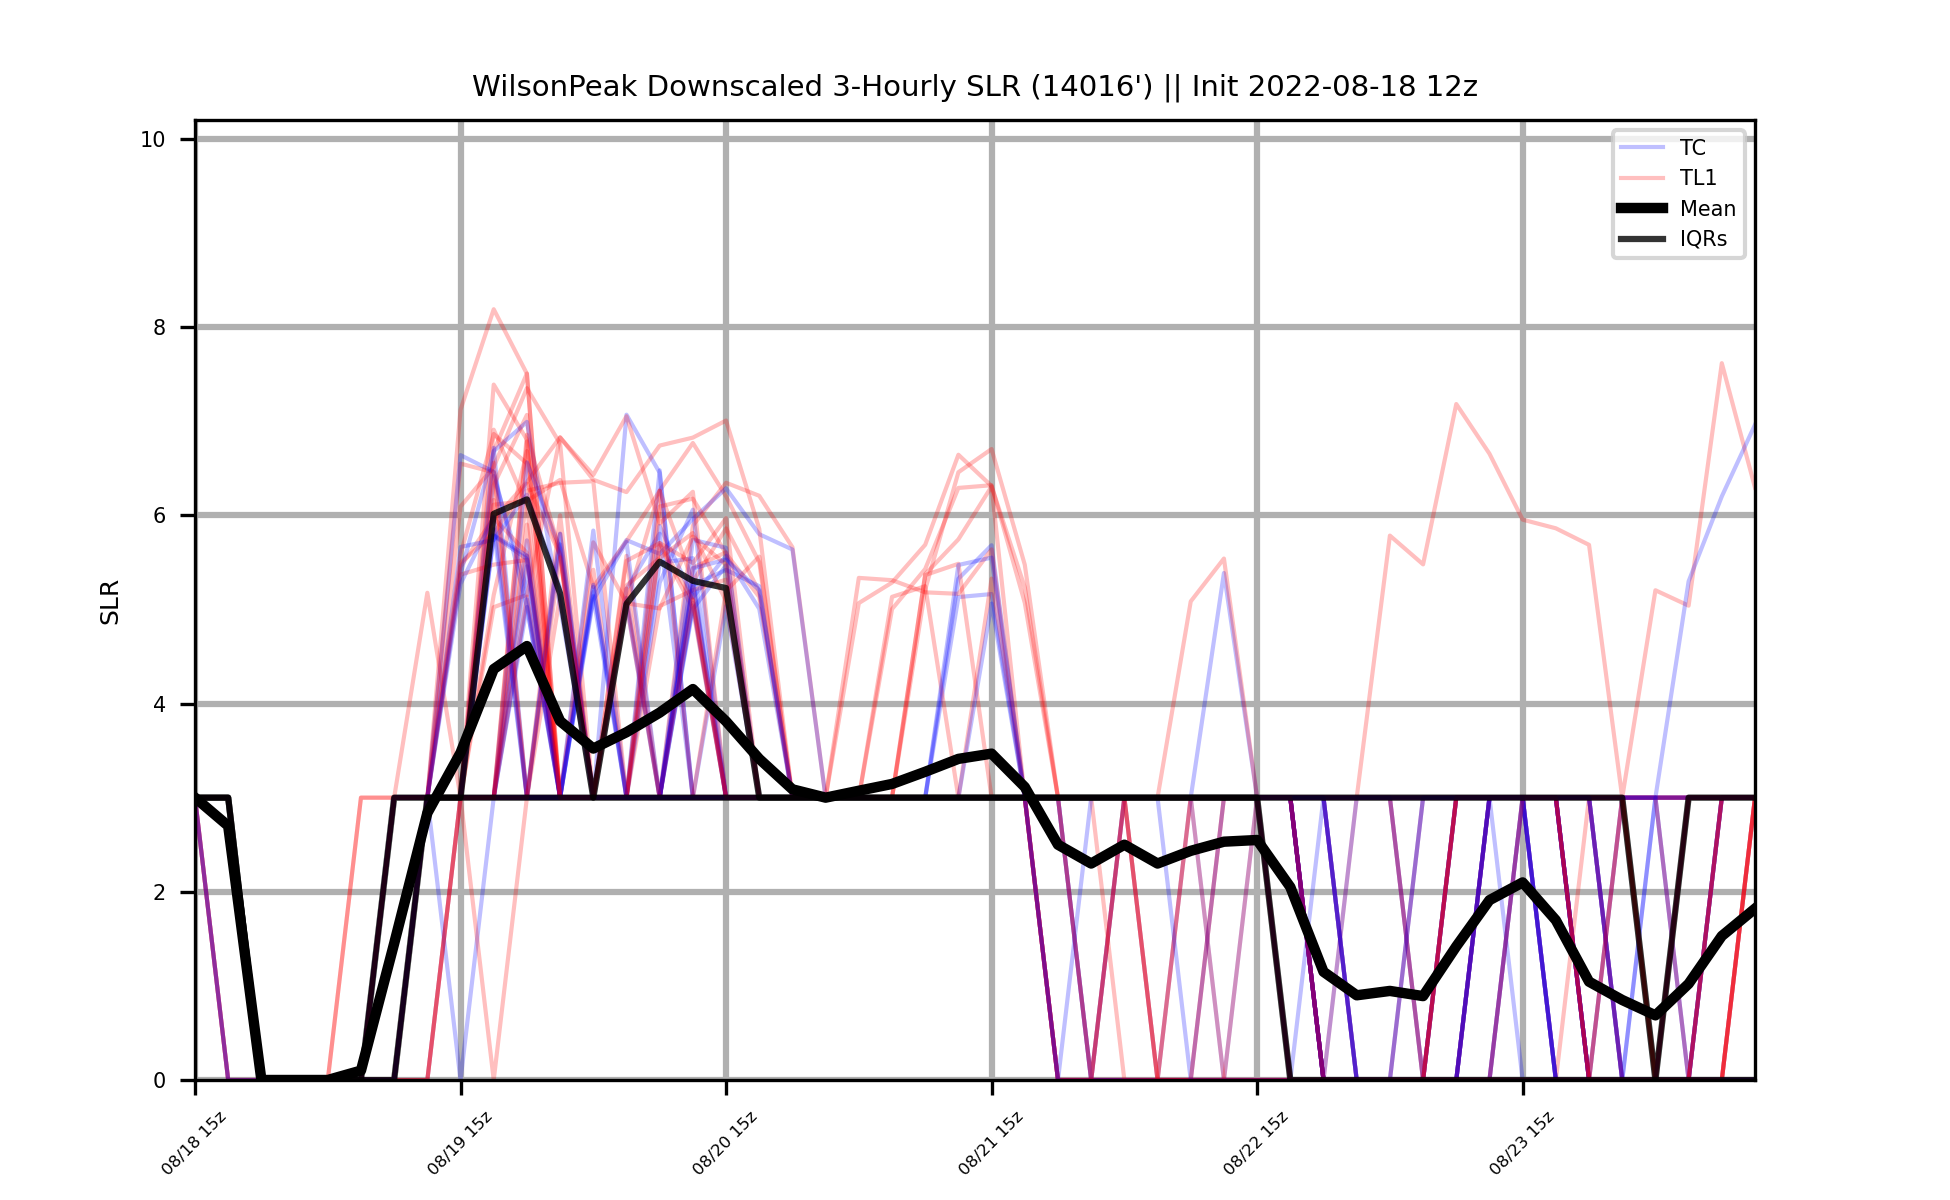 WilsonPeak Downscaled 3-Hourly SLR (14016') || Init 2022-08-18 12z
10
8
6
4
2
0
SLR
TC
TL1
Mean
IQRs
08/18 15z
08/19 15z
08/20 15z
08/21 15z
08/22 15z
08/23 15z